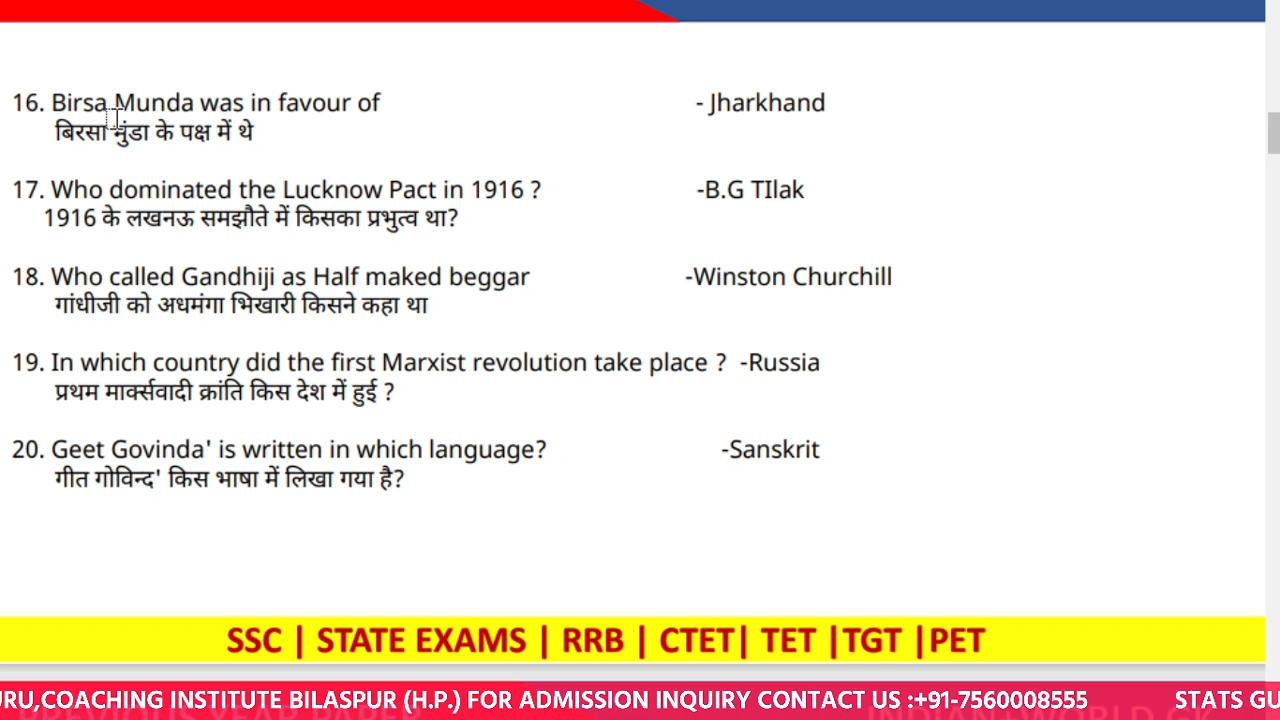 16. Birsa Munda was in favour of - Jharkhand
बिरसा मुंडा के पक्ष में थे
17. Who dominated the Lucknow Pact in 1916 ? -B.G TIlak
1916 के लखनऊ समझौते में किसका प्रभुत्व था?
18. Who called Gandhiji as Half maked beggar -Winston Churchill
गांधीजी को अधमंगा भिखारी किसने कहा था
19. In which country did the first Marxist revolution take place ? -Russia
प्रथम मार्क्सवादी क्रांति किस देश में हुई ?
20. Geet Govinda' is written in which language? -Sanskrit
गीत गोविन्द' किस भाषा में लिखा गया है?
SSC | STATE EXAMS | RRB | CTET| TET |TGT |PET
URU,COACHING INSTITUTE BILASPUR (H.P.) FOR ADMISSION INQUIRY CONTACT US :+91-7560008555 STATS GU